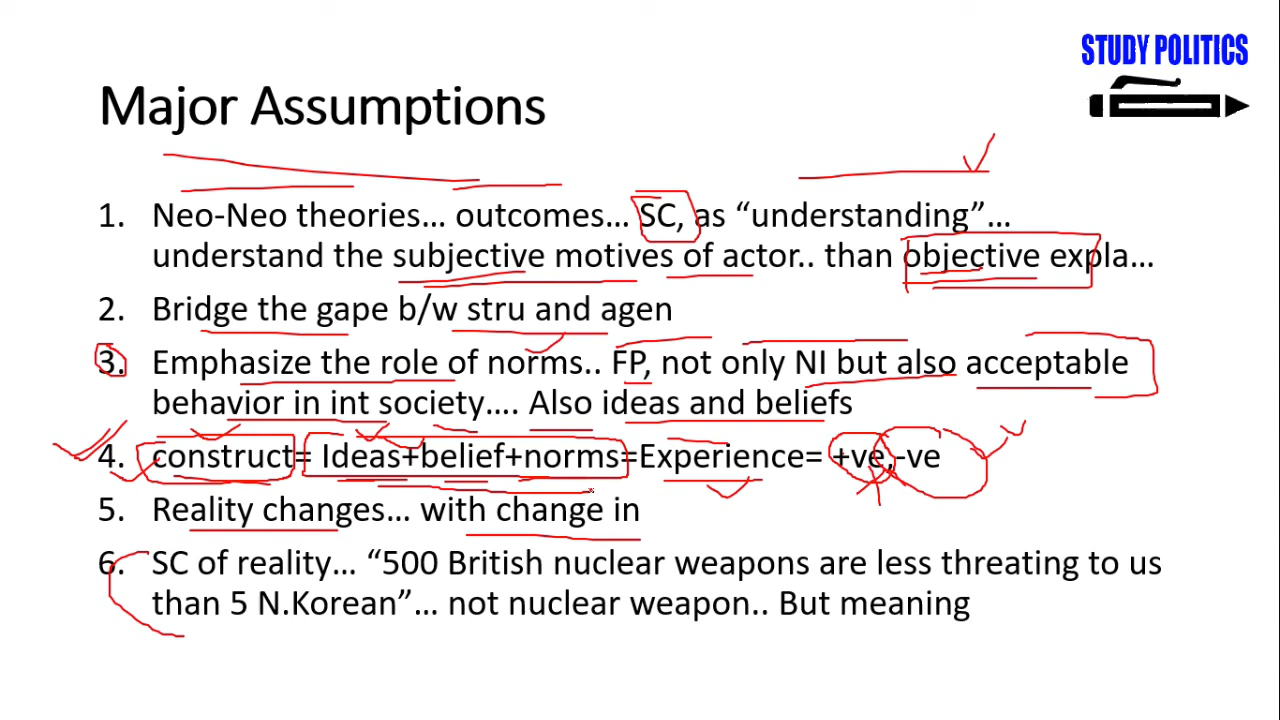 STUDY POLITICS
Major Assumptions
1. Neo-Neo theories... outcomes... SC, as “understanding”...
understand the subjective motives of actor.. than objective expla...
2. Bridge the gape b/w stru and agen
3. Emphasize the role of norms.. FP, not only NI but also acceptable
behavior in int society.... Also ideas and beliefs
4. construct= Ideas+belief+norms=Experience= +ve,-ve
5. Reality changes... with change in
6. SC of reality... “500 British nuclear weapons are less threating to us
than 5 N.Korean”... not nuclear weapon.. But meaning